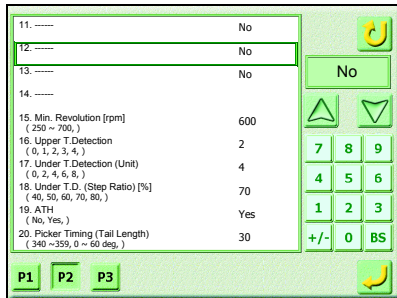 11. ------ No
12. ------ No
13. ------ No
14. ------
15. Min. Revolution [rpm] 600
( 250 ~ 700, )
16. Upper T.Detection 2
( 0, 1, 2, 3, 4, )
17. Under T.Detection (Unit) 4
( 0, 2, 4, 6, 8, )
18. Under T.D. (Step Ratio) [%] 70
( 40, 50, 60, 70, 80, )
19. ATH Yes
( No, Yes, )
20. Picker Timing (Tail Length) 30
( 340 ~359, 0 ~ 60 deg, )
No
7 8 9
4 5 6
1 2 3
+/- 0 BS
P1 P2 P3